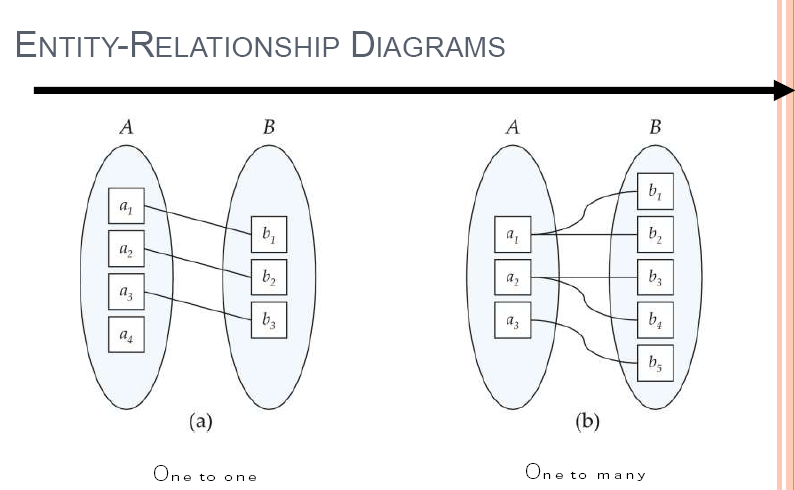 ENTITY-RELATIONSHIP DIAGRAMS
A B
a1
a2
a3
a4
b1
b2
b3
(a)
One to one
A B
a1
a2
a3
b1
b2
b3
b4
b5
(b)
One to many